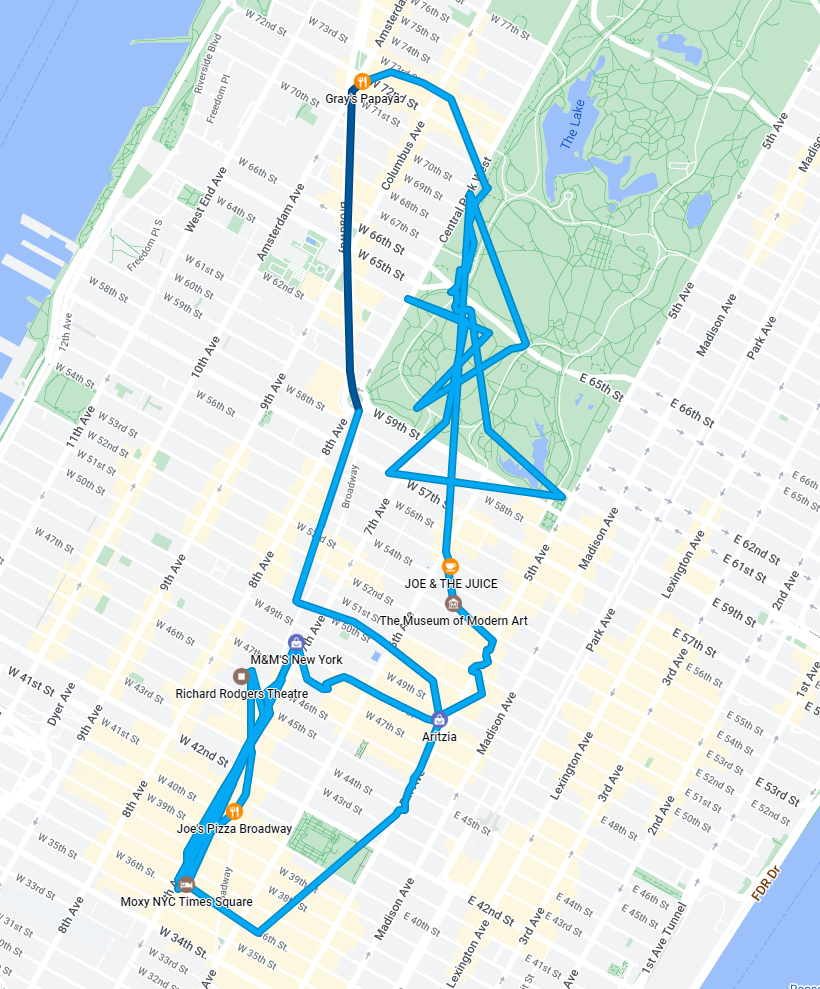 W 72nd St
W 73rd St
Amsterda
W 77th St
W 76th St
W 75th St
W 74th St
Riverside Blvd
Freedom Pl
W 73rd
W 72nd St
Gray's Papaya
W 70th St
W 71st St
The Lake
5th Ave
Madison
Columbus Ave
W 70th St
W 69th St
W 66th St
W 68th St
West End Ave
Amsterdam Ave
Central Park West
W 67th St
W 64th St
Freedom Pl S
Broadway
W 66th St
W 65th St
W 61st St
W 60th St
W 62nd St
W 59th St
W 58th St
5th Ave
12th Ave
Madison Ave
Park Ave
10th Ave
W 54th St
E 65th St
9th Ave
W 58th St
W 56th St
E 66th St
11th Ave
W 53rd St
W 52nd St
W 51st St
W 50th St
8th Ave
W 59th St
Broadway
W 57th St
W 58th St
E 66th
E 65th St
7th Ave
W 56th St
W 47th St
W 54th St
Madison Ave
E 62nd St
E 61st St
5th Ave
Lexington Ave
9th Ave
8th Ave
JOE & THE JUICE
W 52nd St
2nd Ave
E 59th St
The Museum of Modern Art
W 49th St
W 51st St
W 50th St
W 46th St
Park Ave
E 57th St
E 56th St
M&M'S New York
3rd Ave
1st Ave
W 41st St
W 43rd St
Richard Rodgers Theatre
W 49th St
W 46th St
W 45th St
W 47th St
Dyer Ave
9th Ave
W 41st St
W 42nd St
Aritzia
Madison Ave
E 55th St
E 54th St
E 53rd St
E 52nd St
E 51st St
E 50th St
E 53rd St
E 52nd St
Lexington Ave
3rd Ave
2nd Ave
W 40th St
W 39th St
8th Ave
W 44th St
W 43rd St
E 45th St
E 48th St
Joe's Pizza Broadway
W 35th St
W 36th St
W 33rd St
W 39th St
W 38th St
FDR Dr
Moxy NYC Times Square
8th Ave
Madison Ave
E 42nd St
E 40th St
E 46th St
E 45th St
E 44th St
E 43rd St
E 41st St
1st Ave Tunnel
W 31st St
W 34th St
W 33rd St
W 32nd St
W 35th St
Lexington Ave
3rd Ave